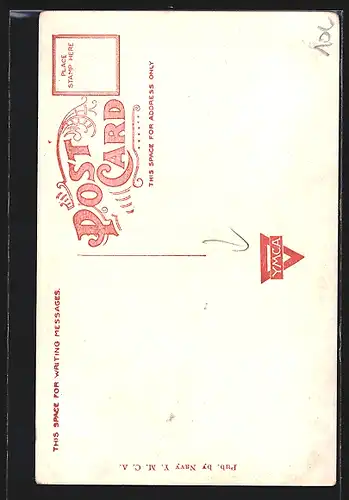 THIS SPACE FOR WRITING MESSAGES.
POST CARD
PLACE
STAMP HERE
THIS SPACE FOR ADDRESS ONLY
YMCA
Pub. by Navy Y. M. C. A.